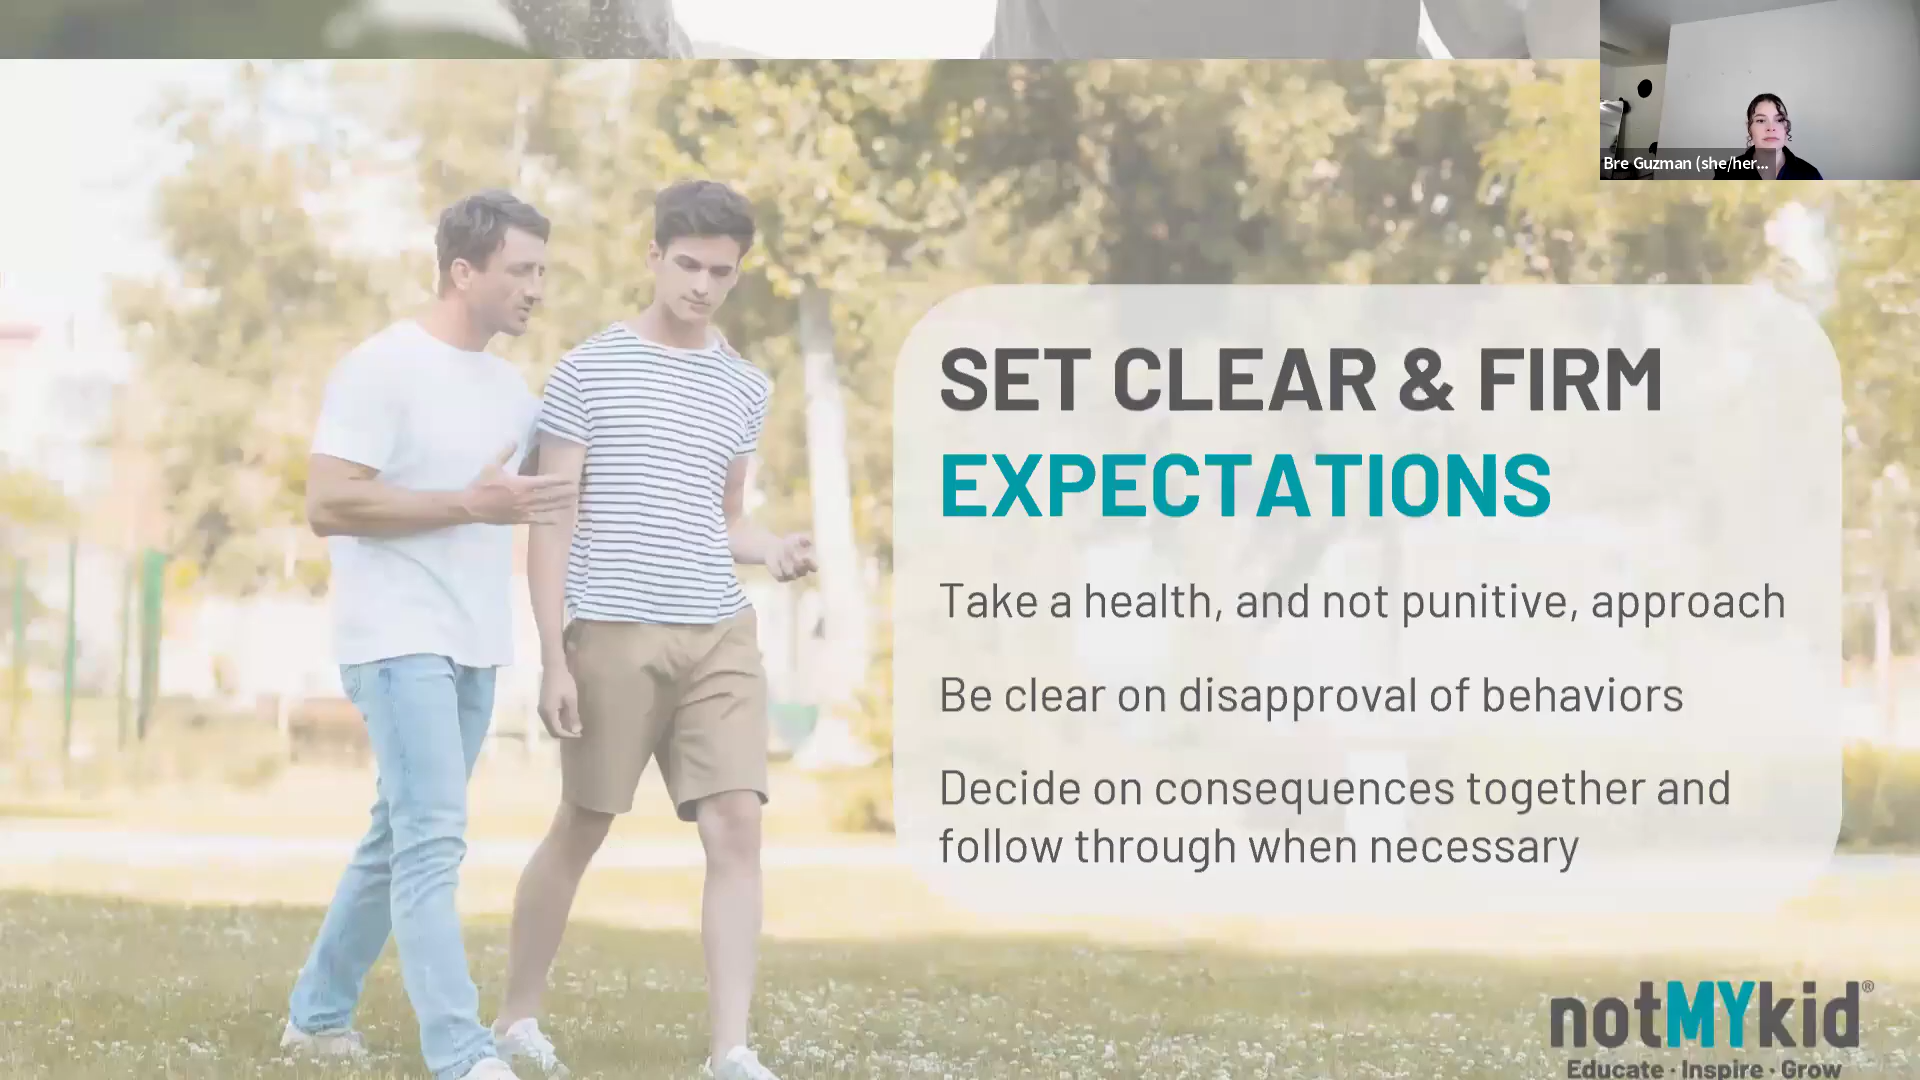 Bre Guzman (she/her...
SET CLEAR & FIRM
EXPECTATIONS
Take a health, and not punitive, approach
Be clear on disapproval of behaviors
Decide on consequences together and
follow through when necessary
notMYkid®
Educate · Inspire · Grow